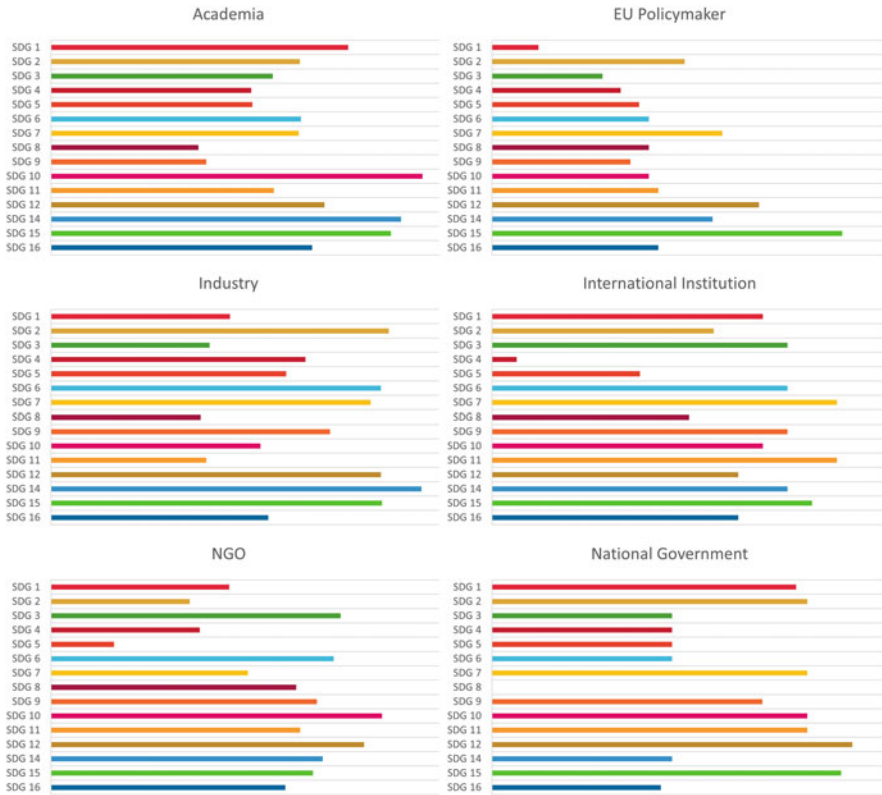 Academia
SDG 1
SDG 2
SDG 3
SDG 4
SDG 5
SDG 6
SDG 7
SDG 8
SDG 9
SDG 10
SDG 11
SDG 12
SDG 14
SDG 15
SDG 16
EU Policymaker
SDG 1
SDG 2
SDG 3
SDG 4
SDG 5
SDG 6
SDG 7
SDG 8
SDG 9
SDG 10
SDG 11
SDG 12
SDG 14
SDG 15
SDG 16
Industry
SDG 1
SDG 2
SDG 3
SDG 4
SDG 5
SDG 6
SDG 7
SDG 8
SDG 9
SDG 10
SDG 11
SDG 12
SDG 14
SDG 15
SDG 16
International Institution
SDG 1
SDG 2
SDG 3
SDG 4
SDG 5
SDG 6
SDG 7
SDG 8
SDG 9
SDG 10
SDG 11
SDG 12
SDG 14
SDG 15
SDG 16
NGO
SDG 1
SDG 2
SDG 3
SDG 4
SDG 5
SDG 6
SDG 7
SDG 8
SDG 9
SDG 10
SDG 11
SDG 12
SDG 14
SDG 15
SDG 16
National Government
SDG 1
SDG 2
SDG 3
SDG 4
SDG 5
SDG 6
SDG 7
SDG 8
SDG 9
SDG 10
SDG 11
SDG 12
SDG 14
SDG 15
SDG 16